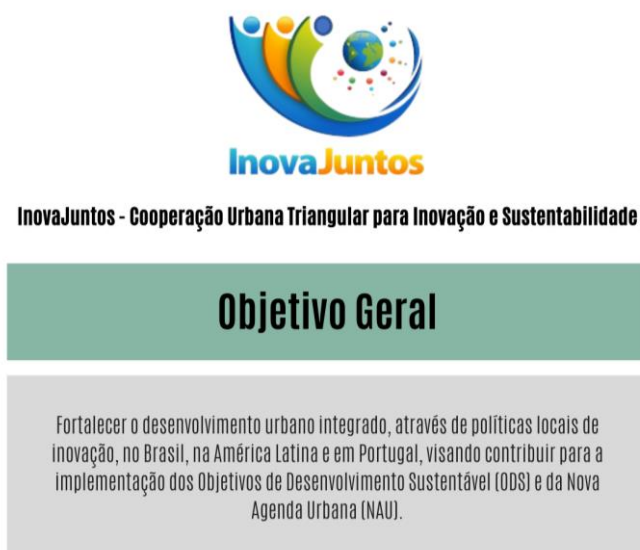 InovaJuntos
InovaJuntos - Cooperação Urbana Triangular para Inovação e Sustentabilidade
Objetivo Geral
Fortalecer o desenvolvimento urbano integrado, através de políticas locais de
inovação, no Brasil, na América Latina e em Portugal, visando contribuir para a
implementação dos Objetivos de Desenvolvimento Sustentável (ODS) e da Nova
Agenda Urbana (NAU).